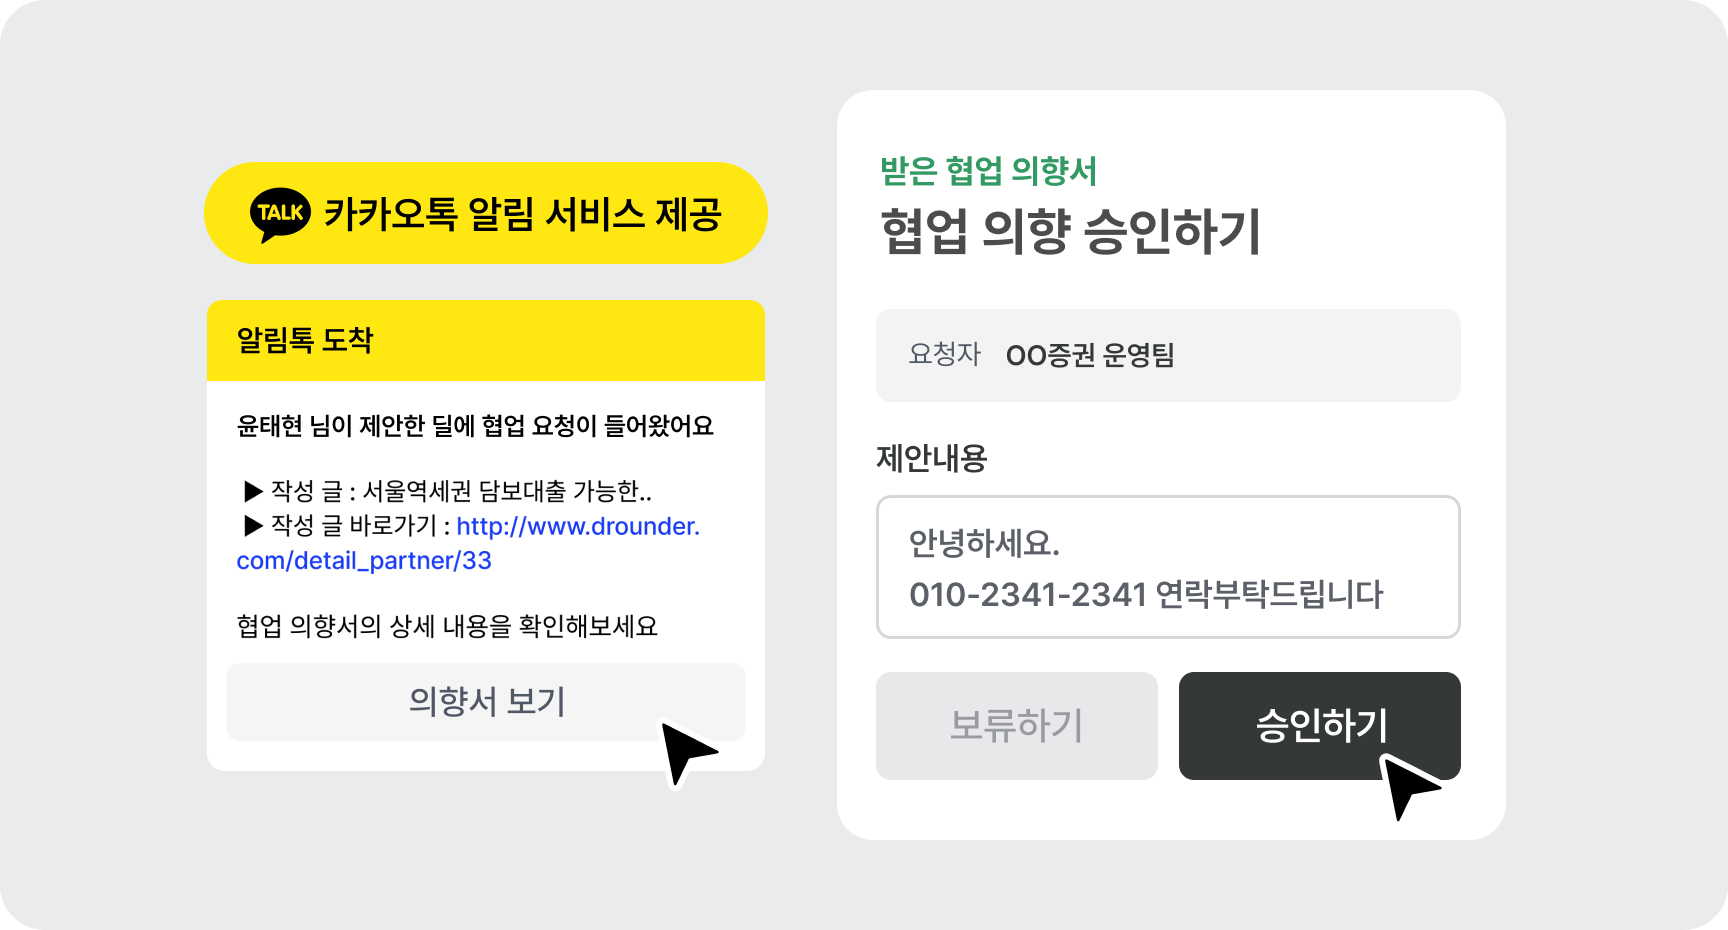 TALK 카카오톡 알림 서비스 제공
알림톡 도착
윤태현 님이 제안한 딜에 협업 요청이 들어왔어요
▶ 작성 글 : 서울역세권 담보대출 가능한..
▶ 작성 글 바로가기 : http://www.drounder.
com/detail_partner/33
협업 의향서의 상세 내용을 확인해보세요
의향서 보기
받은 협업 의향서
협업 의향 승인하기
요청자 OO증권 운영팀
제안내용
안녕하세요.
010-2341-2341 연락부탁드립니다
보류하기 승인하기